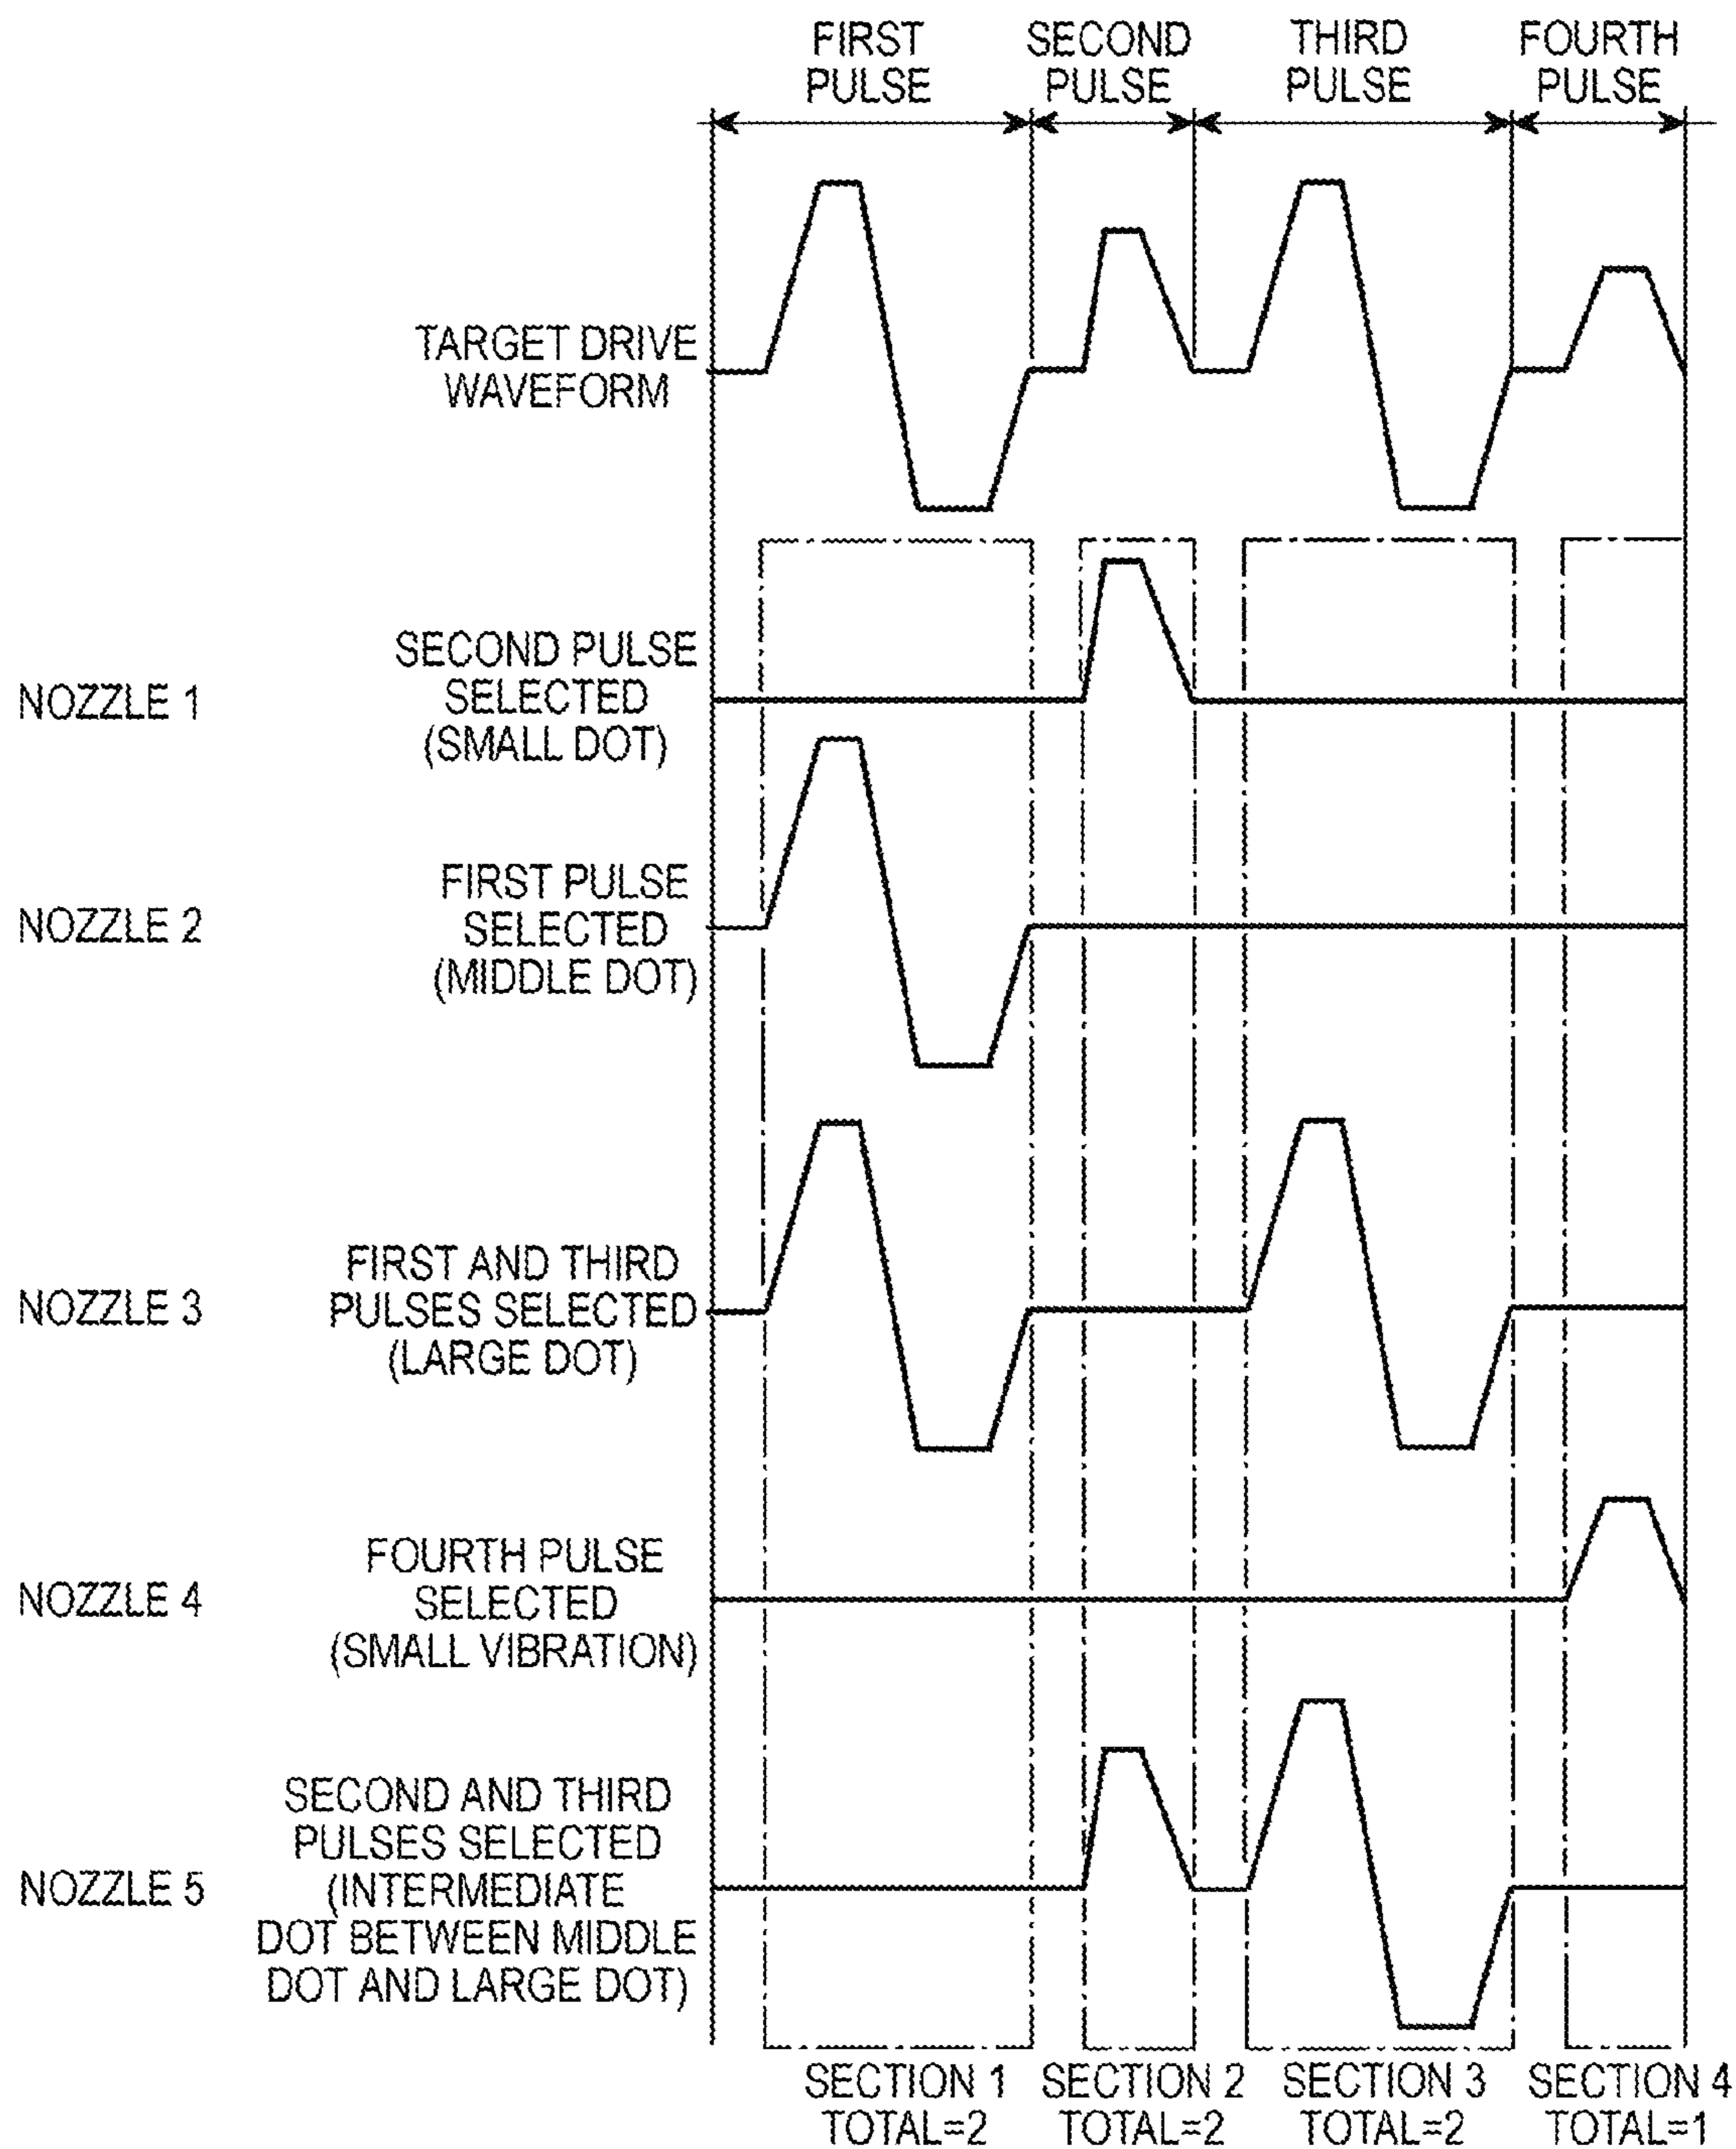 FIRST
PULSE
SECOND
PULSE
THIRD
PULSE
FOURTH
PULSE
TARGET DRIVE
WAVEFORM
NOZZLE 1
SECOND PULSE
SELECTED
(SMALL DOT)
NOZZLE 2
FIRST PULSE
SELECTED
(MIDDLE DOT)
NOZZLE 3
FIRST AND THIRD
PULSES SELECTED
(LARGE DOT)
NOZZLE 4
FOURTH PULSE
SELECTED
(SMALL VIBRATION)
NOZZLE 5
SECOND AND THIRD
PULSES SELECTED
(INTERMEDIATE
DOT BETWEEN MIDDLE
DOT AND LARGE DOT)
SECTION 1
TOTAL=2
SECTION 2
TOTAL=2
SECTION 3
TOTAL=2
SECTION 4
TOTAL=1